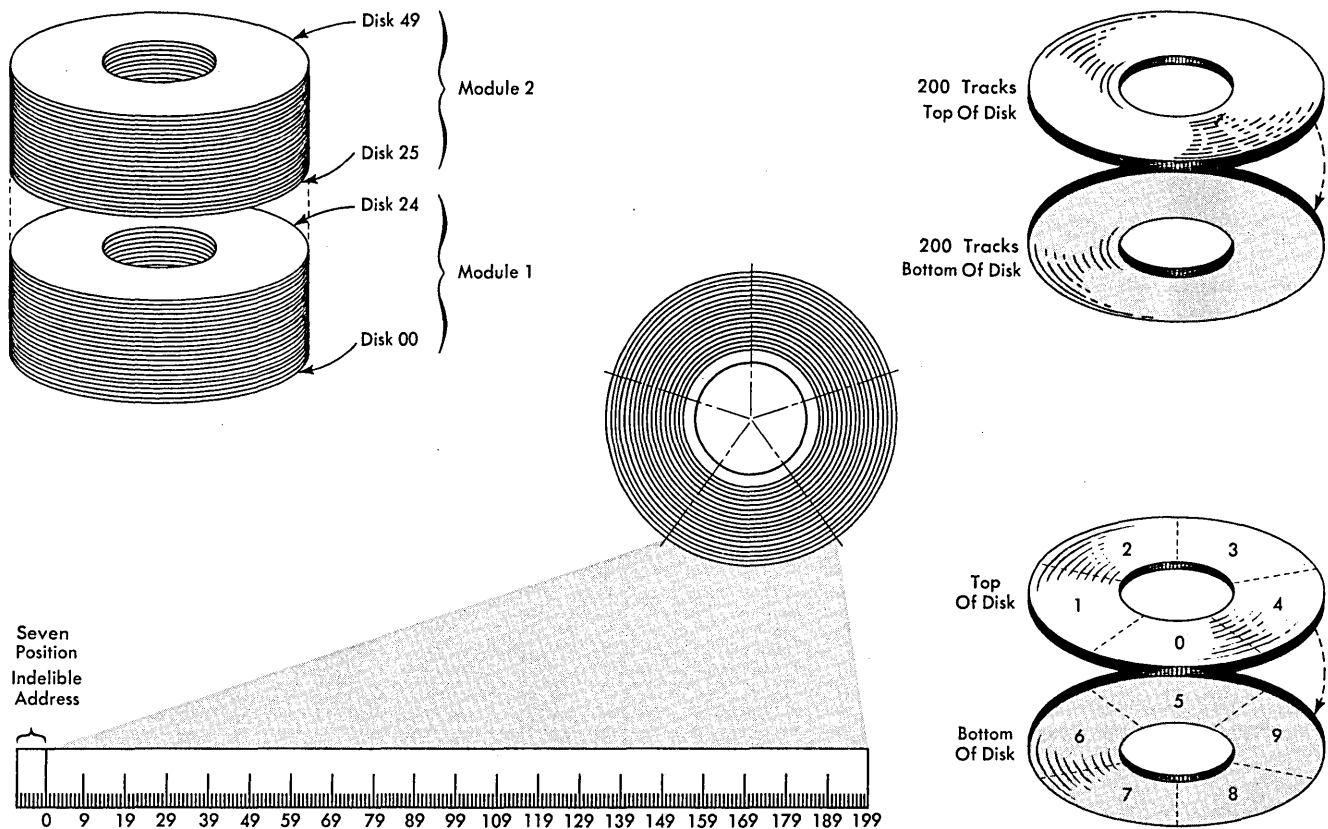 Disk 49
Module 2
Disk 25
Disk 24
Module 1
Disk 00
200 Tracks
Top Of Disk
200 Tracks
Bottom Of Disk
Top
Of Disk
2 3
1 4
0
Bottom
Of Disk
5
6 9
7 8
Seven
Position
Indelible
Address
0 9 19 29 39 49 59 69 79 89 99 109 119 129 139 149 159 169 179 189 199